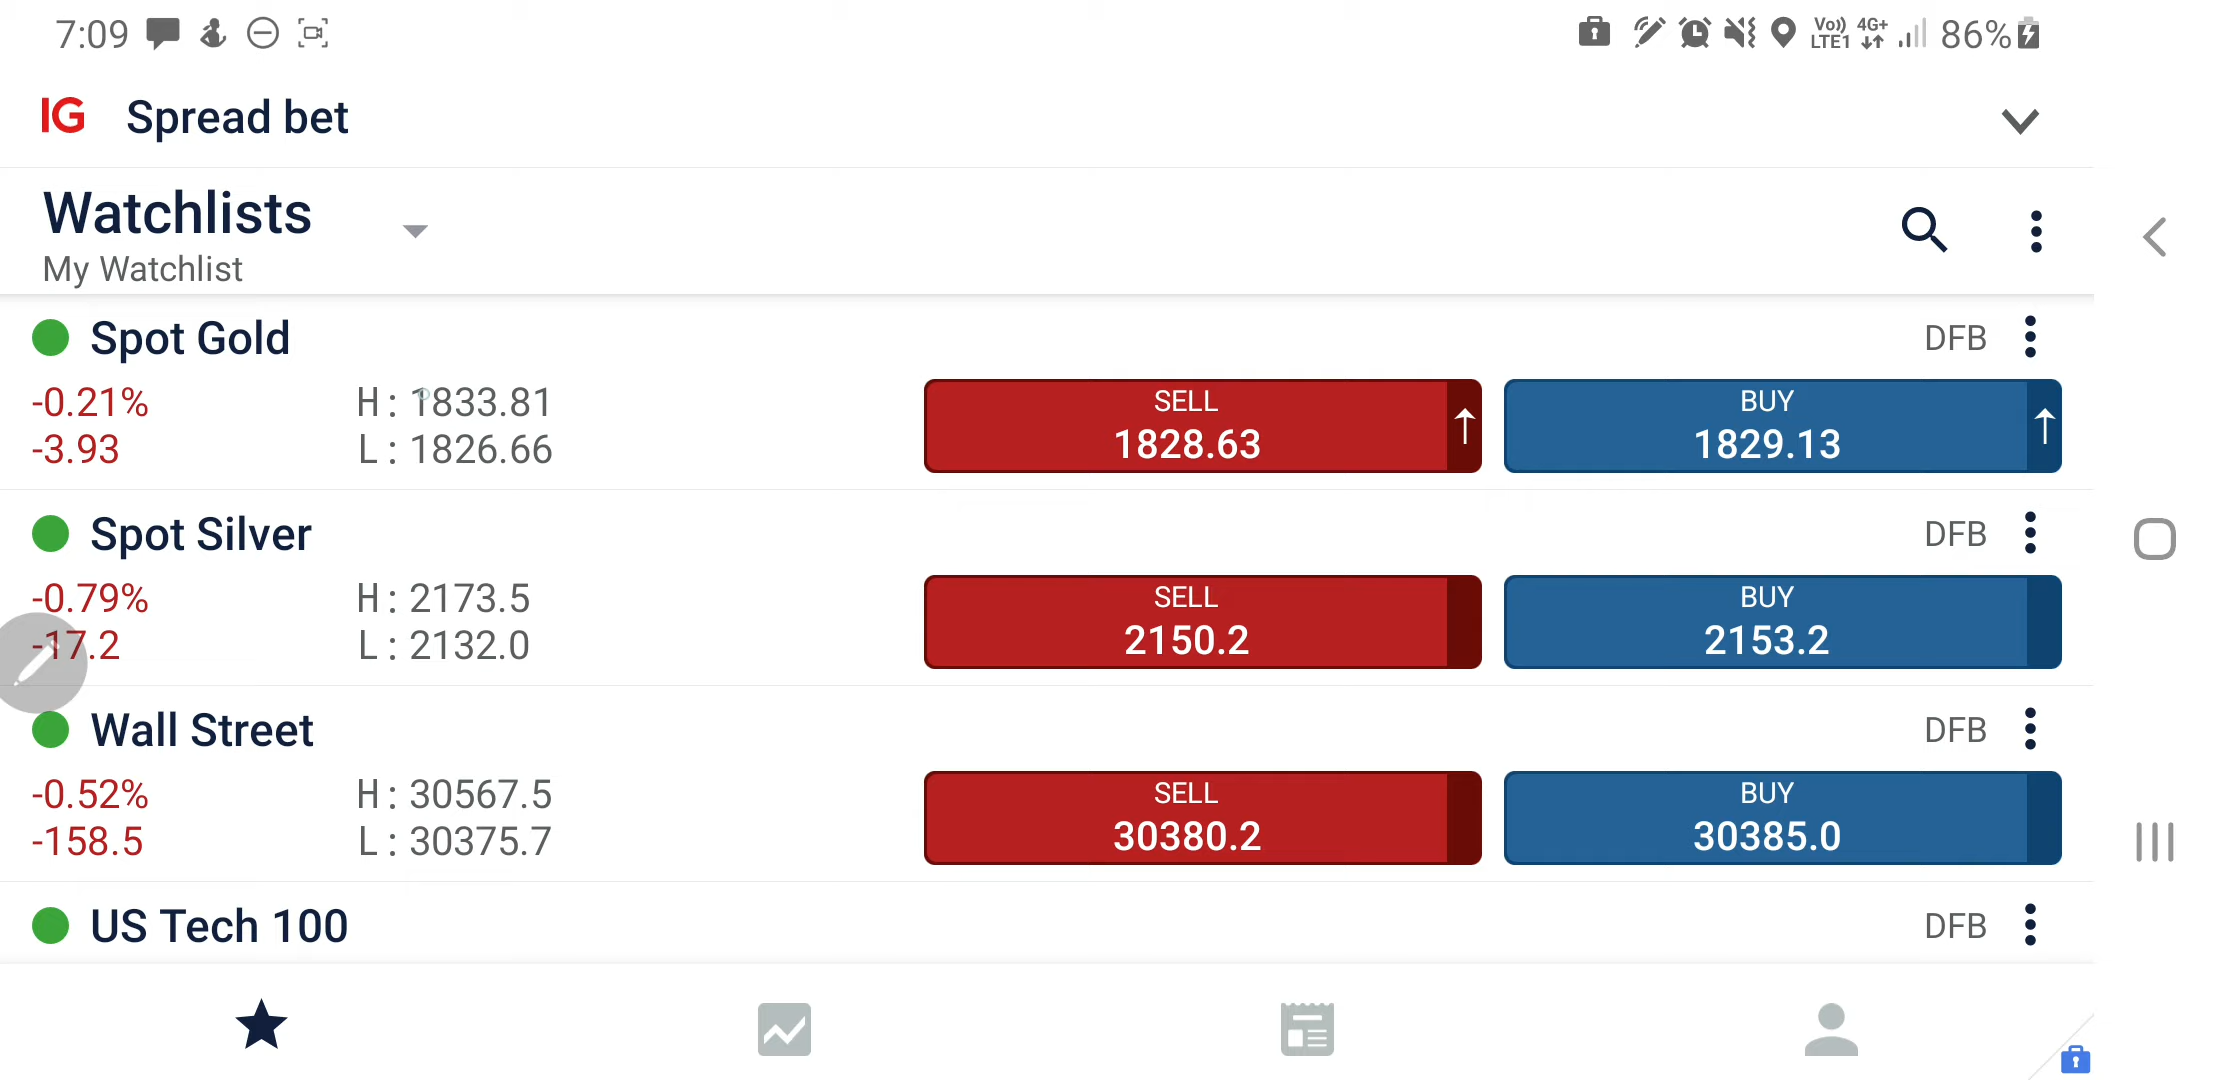 7:09 Vo)) LTE1 4G+ 86%
IG Spread bet
Watchlists
My Watchlist
Spot Gold DFB
-0.21% H: 1833.81 SELL BUY
-3.93 L: 1826.66 1828.63 1829.13
Spot Silver DFB
-0.79% H: 2173.5 SELL BUY
-17.2 L: 2132.0 2150.2 2153.2
Wall Street DFB
-0.52% H: 30567.5 SELL BUY
-158.5 L: 30375.7 30380.2 30385.0
US Tech 100 DFB